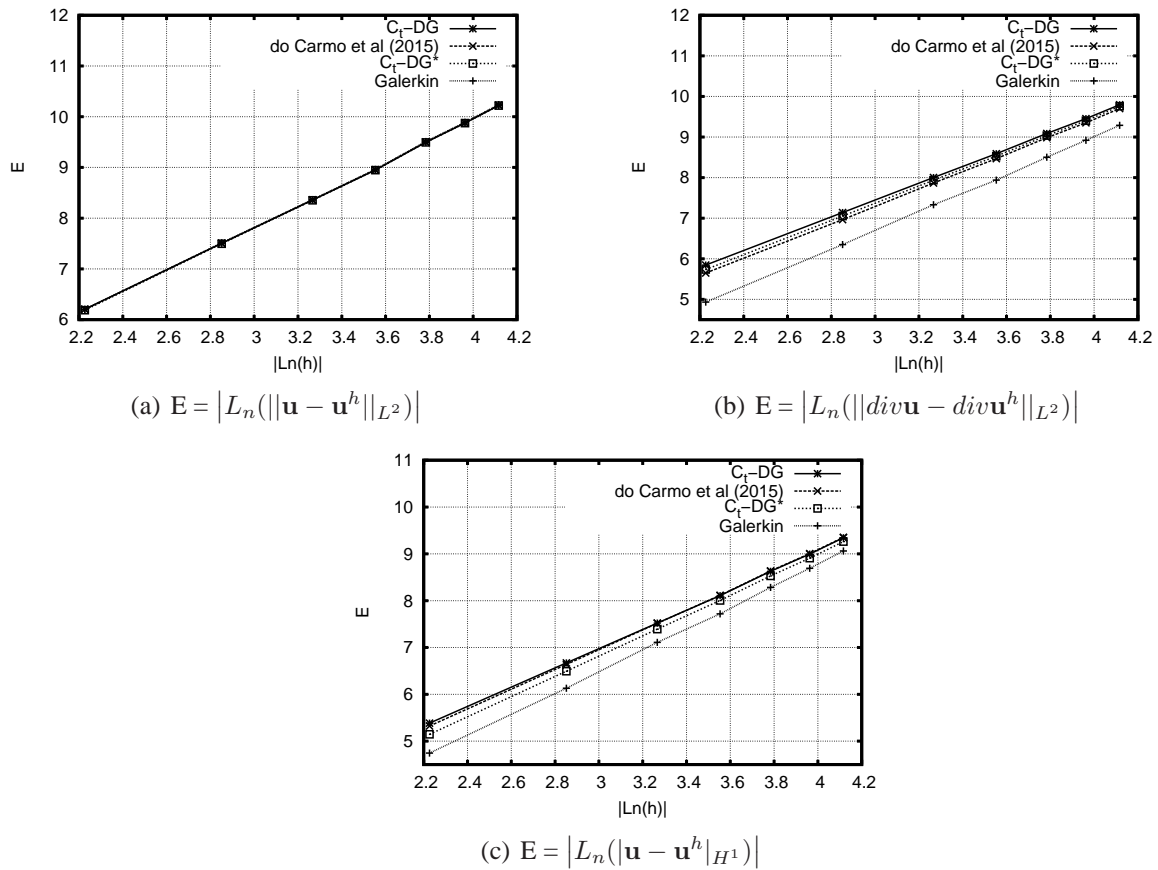 12
11
10
9
8
7
6
2.2 2.4 2.6 2.8 3 3.2 3.4 3.6 3.8 4 4.2
E
|Ln(h)|
Cₜ−DG
do Carmo et al (2015)
Cₜ−DG*
Galerkin
(a) E = |Lₙ(||u − uʰ||_{L²})|
12
11
10
9
8
7
6
5
2.2 2.4 2.6 2.8 3 3.2 3.4 3.6 3.8 4 4.2
E
|Ln(h)|
Cₜ−DG
do Carmo et al (2015)
Cₜ−DG*
Galerkin
(b) E = |Lₙ(||divu − divuʰ||_{L²})|
11
10
9
8
7
6
5
2.2 2.4 2.6 2.8 3 3.2 3.4 3.6 3.8 4 4.2
E
|Ln(h)|
Cₜ−DG
do Carmo et al (2015)
Cₜ−DG*
Galerkin
(c) E = |Lₙ(|u − uʰ|_{H¹})|